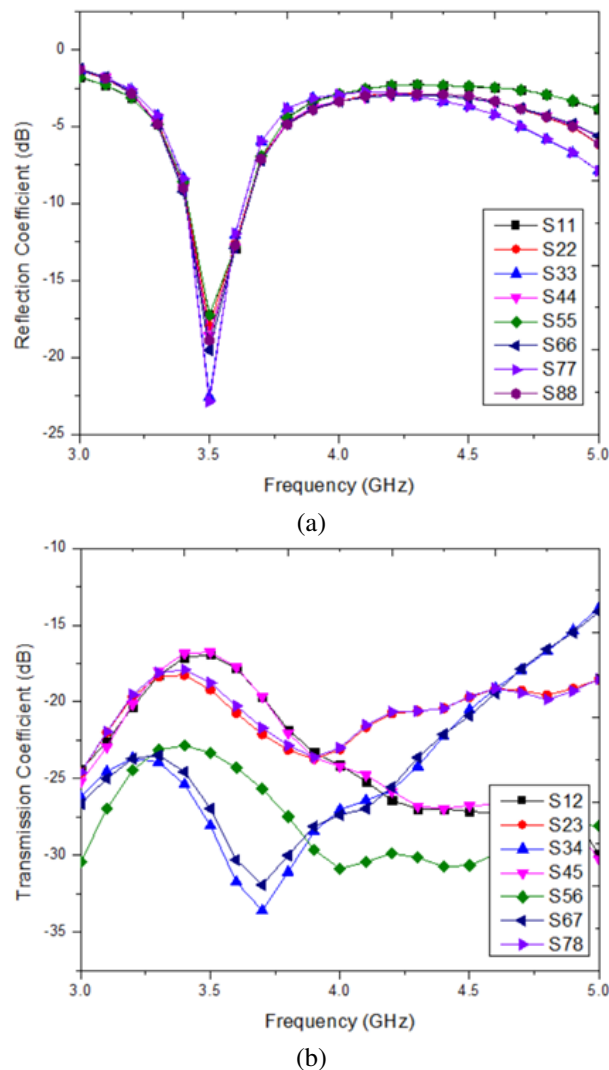 0
-5
-10
-15
-20
-25
Reflection Coefficient (dB)
S11
S22
S33
S44
S55
S66
S77
S88
3.0 3.5 4.0 4.5 5.0
Frequency (GHz)
(a)
-10
-15
-20
-25
-30
-35
Transmission Coefficient (dB)
S12
S23
S34
S45
S56
S67
S78
3.0 3.5 4.0 4.5 5.0
Frequency (GHz)
(b)